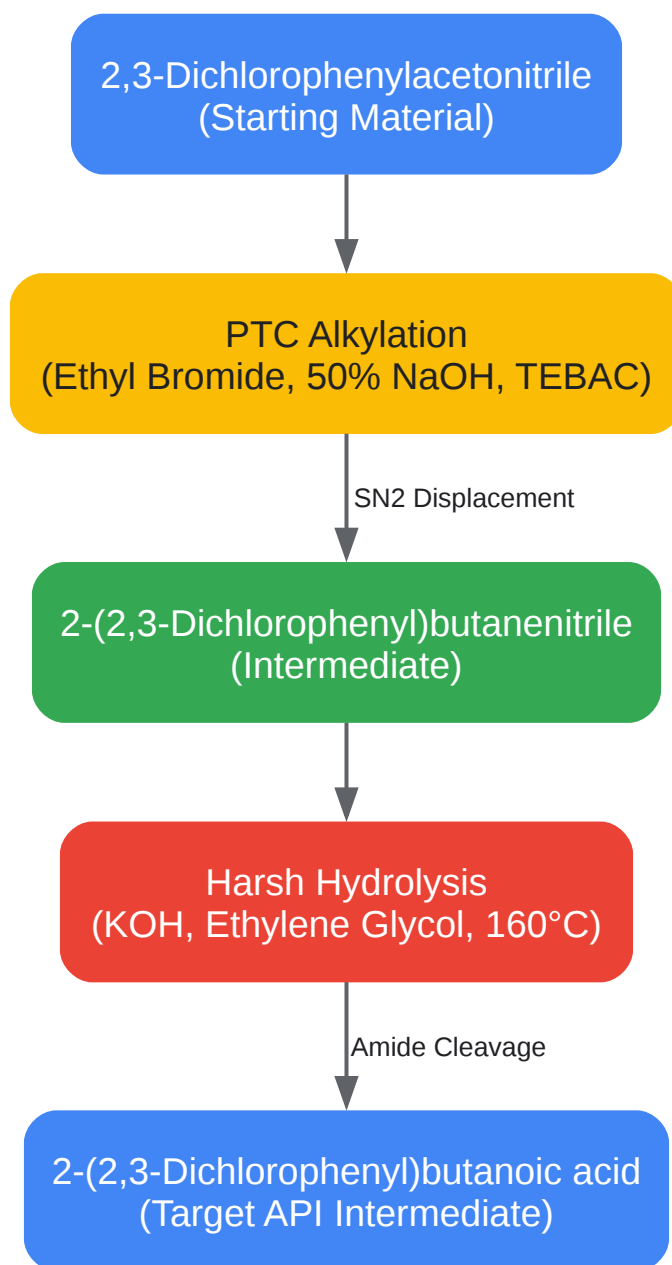 2,3-Dichlorophenylacetonitrile
(Starting Material)
PTC Alkylation
(Ethyl Bromide, 50% NaOH, TEBAC)
SN2 Displacement
2-(2,3-Dichlorophenyl)butanenitrile
(Intermediate)
Harsh Hydrolysis
(KOH, Ethylene Glycol, 160°C)
Amide Cleavage
2-(2,3-Dichlorophenyl)butanoic acid
(Target API Intermediate)